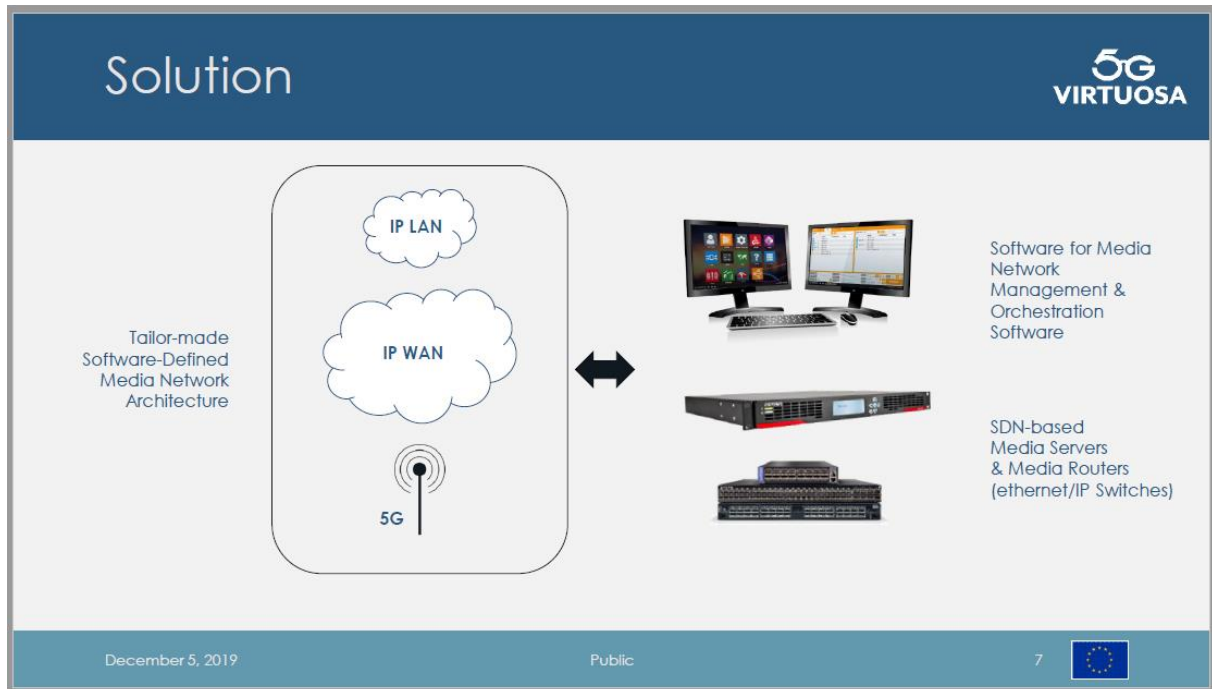 Solution
5G
VIRTUOSA
IP LAN
IP WAN
5G
Tailor-made
Software-Defined
Media Network
Architecture
Software for Media
Network
Management &
Orchestration
Software
SDN-based
Media Servers
& Media Routers
(ethernet/IP Switches)
December 5, 2019
Public
7